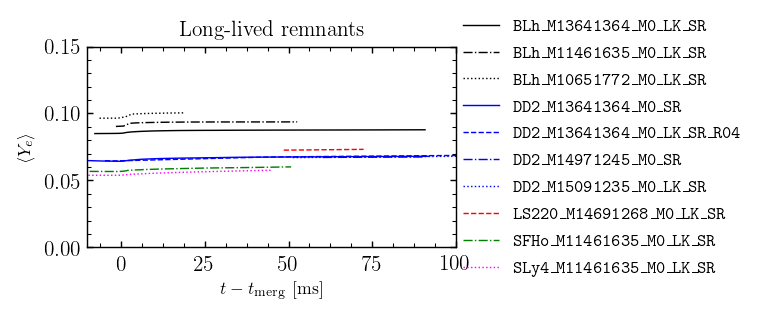 Long-lived remnants
0.15
0.10
0.05
0.00
⟨Y_e⟩
0
25
50
75
100
t − t_merg [ms]
BLh_M13641364_M0_LK_SR
BLh_M11461635_M0_LK_SR
BLh_M10651772_M0_LK_SR
DD2_M13641364_M0_SR
DD2_M13641364_M0_LK_SR_R04
DD2_M14971245_M0_SR
DD2_M15091235_M0_LK_SR
LS220_M14691268_M0_LK_SR
SFHo_M11461635_M0_LK_SR
SLy4_M11461635_M0_LK_SR